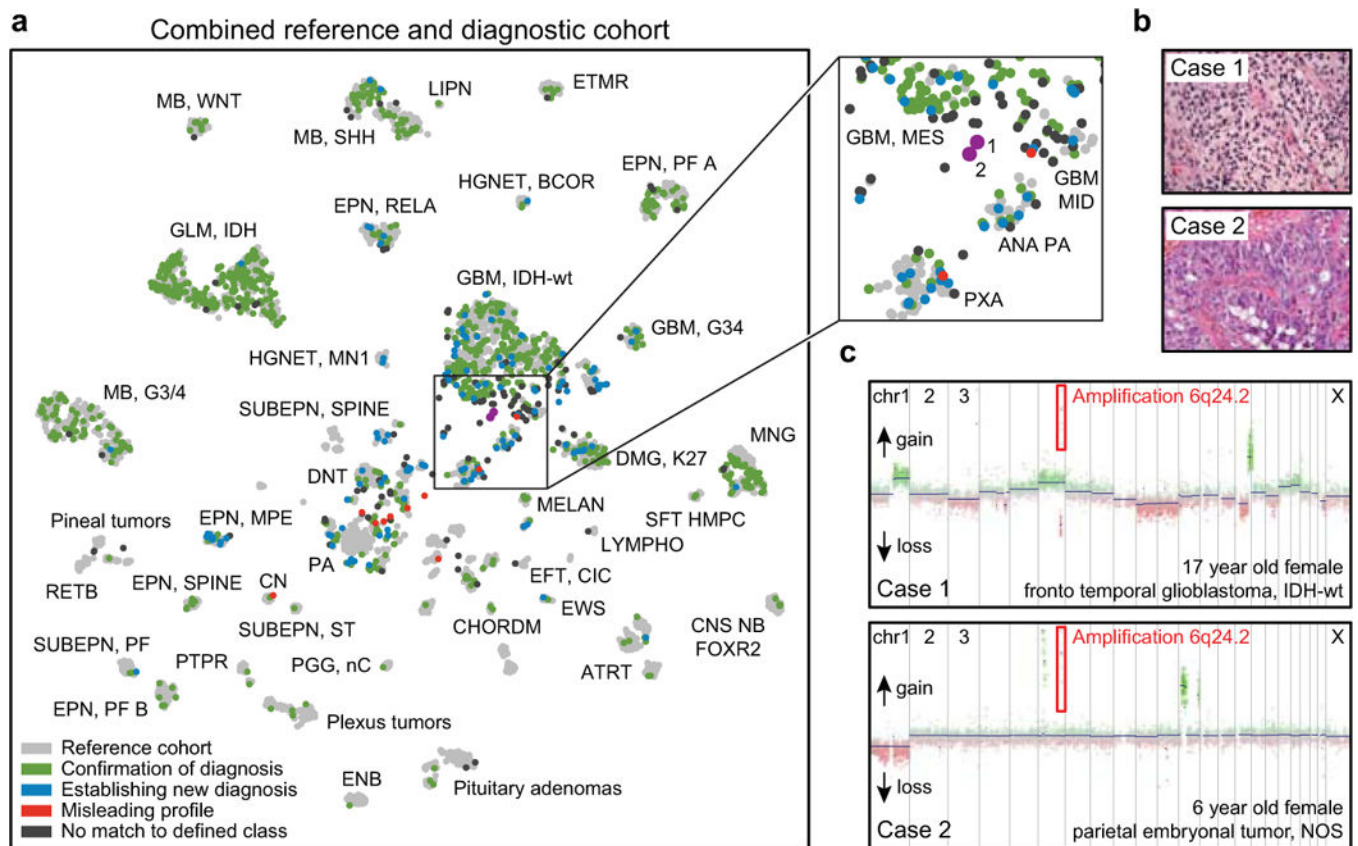 a
Combined reference and diagnostic cohort
MB, WNT
MB, SHH
LIPN
ETMR
HGNET, BCOR
EPN, PF A
EPN, RELA
GLM, IDH
GBM, IDH-wt
GBM, G34
HGNET, MN1
MB, G3/4
SUBEPN, SPINE
DNT
DMG, K27
MNG
MELAN
SFT HMPC
EPN, MPE
Pineal tumors
LYMPHO
PA
RETB
EPN, SPINE
CN
EFT, CIC
EWS
SUBEPN, ST
CHORDM
CNS NB
FOXR2
SUBEPN, PF
PTPR
PGG, nC
ATRT
EPN, PF B
Plexus tumors
ENB
Pituitary adenomas
Reference cohort
Confirmation of diagnosis
Establishing new diagnosis
Misleading profile
No match to defined class
GBM, MES
1
2
GBM
MID
ANA PA
PXA
b
Case 1
Case 2
c
chr1 2 3 Amplification 6q24.2 X
gain
loss
17 year old female
Case 1 fronto temporal glioblastoma, IDH-wt
chr1 2 3 Amplification 6q24.2 X
gain
loss
6 year old female
Case 2 parietal embryonal tumor, NOS